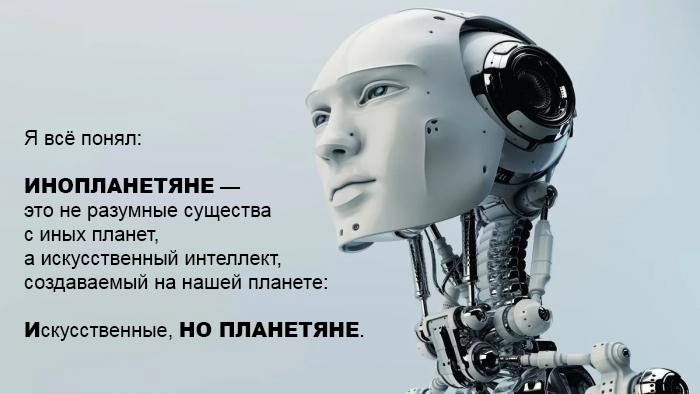 Я всё понял:
ИНОПЛАНЕТЯНЕ —
это не разумные существа
с иных планет,
а искусственный интеллект,
создаваемый на нашей планете:
Искусственные, НО ПЛАНЕТЯНЕ.